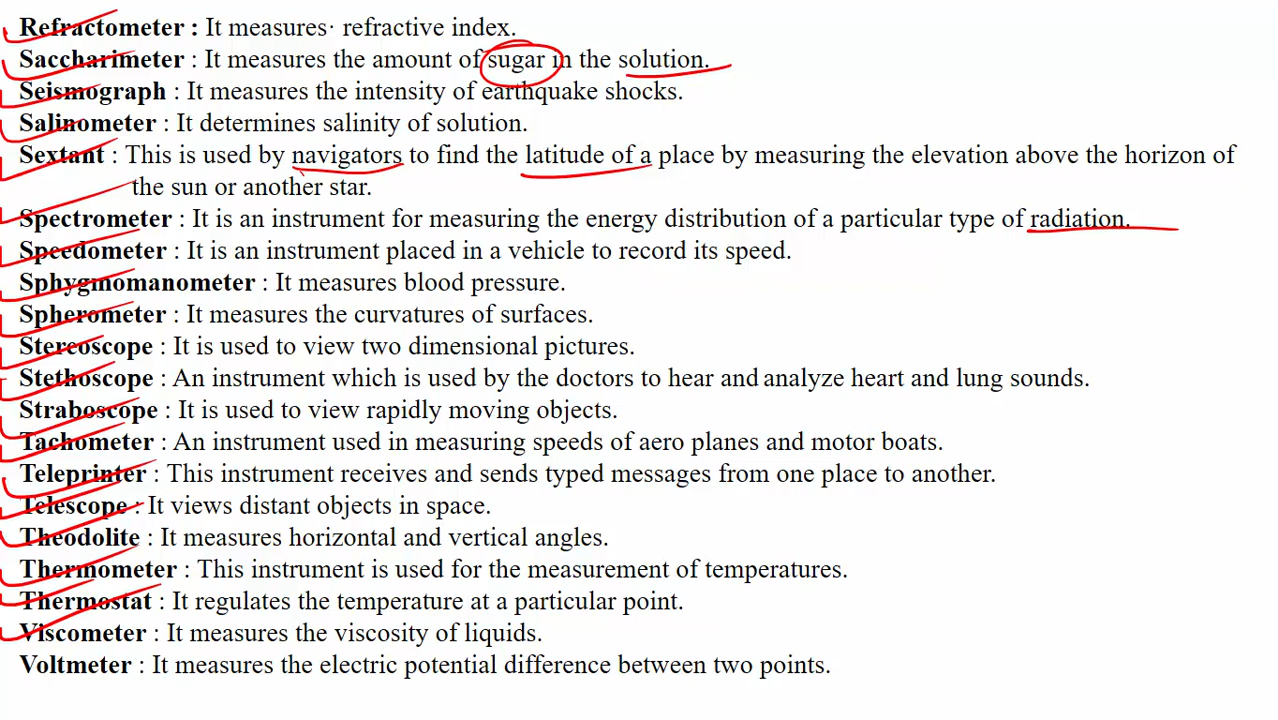 Refractometer : It measures· refractive index.
Saccharimeter : It measures the amount of sugar in the solution.
Seismograph : It measures the intensity of earthquake shocks.
Salinometer : It determines salinity of solution.
Sextant : This is used by navigators to find the latitude of a place by measuring the elevation above the horizon of
the sun or another star.
Spectrometer : It is an instrument for measuring the energy distribution of a particular type of radiation.
Speedometer : It is an instrument placed in a vehicle to record its speed.
Sphygmomanometer : It measures blood pressure.
Spherometer : It measures the curvatures of surfaces.
Stereoscope : It is used to view two dimensional pictures.
Stethoscope : An instrument which is used by the doctors to hear and analyze heart and lung sounds.
Straboscope : It is used to view rapidly moving objects.
Tachometer : An instrument used in measuring speeds of aero planes and motor boats.
Teleprinter : This instrument receives and sends typed messages from one place to another.
Telescope : It views distant objects in space.
Theodolite : It measures horizontal and vertical angles.
Thermometer : This instrument is used for the measurement of temperatures.
Thermostat : It regulates the temperature at a particular point.
Viscometer : It measures the viscosity of liquids.
Voltmeter : It measures the electric potential difference between two points.